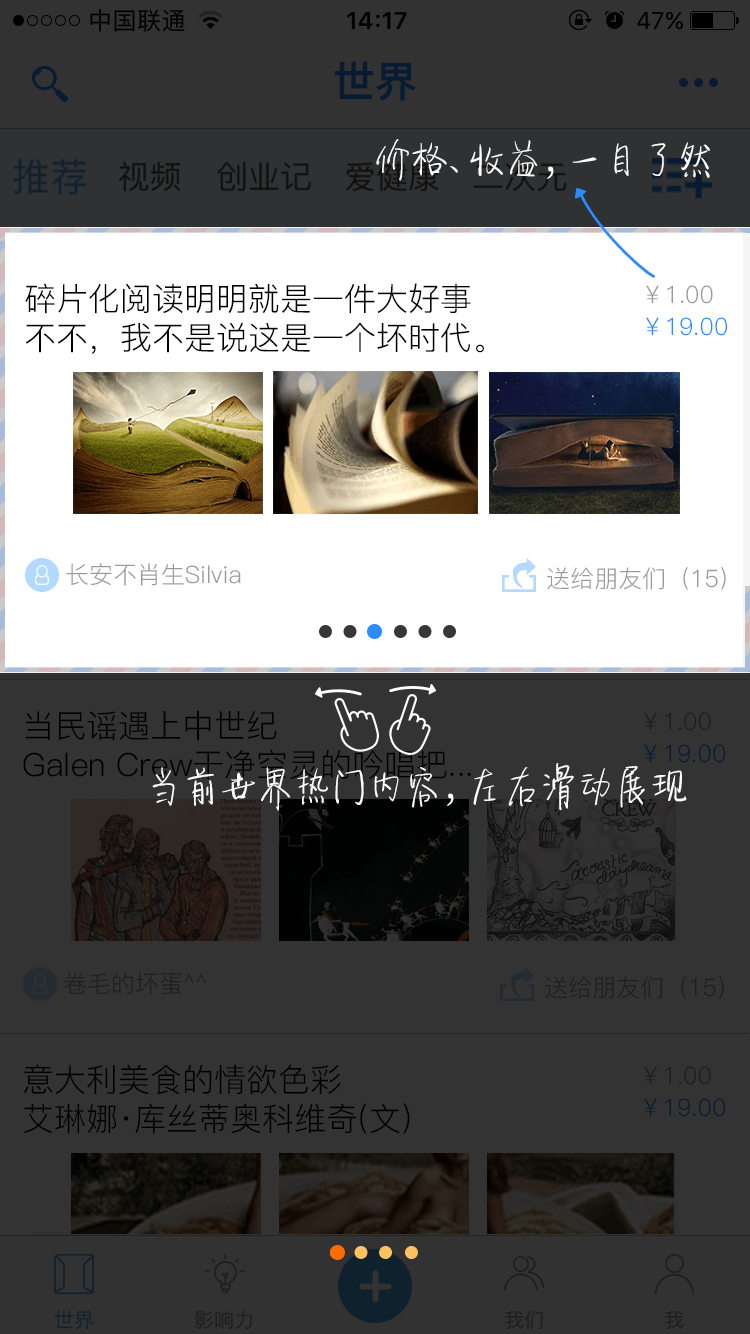 中国联通
14:17
47%
世界
推荐 视频 创业记 爱健康 二次元
价格、收益，一目了然
碎片化阅读明明就是一件大好事
不不，我不是说这是一个坏时代。
¥1.00
¥19.00
长安不肖生Silvia
送给朋友们（15）
当民谣遇上中世纪
Galen Crew干净空灵的吟唱把...
¥1.00
¥19.00
当前世界热门内容，左右滑动展现
CREW
acoustic
daydreams
卷毛的坏蛋^^
送给朋友们（15）
意大利美食的情欲色彩
艾琳娜·库丝蒂奥科维奇(文)
¥1.00
¥19.00
世界
影响力
我们
我